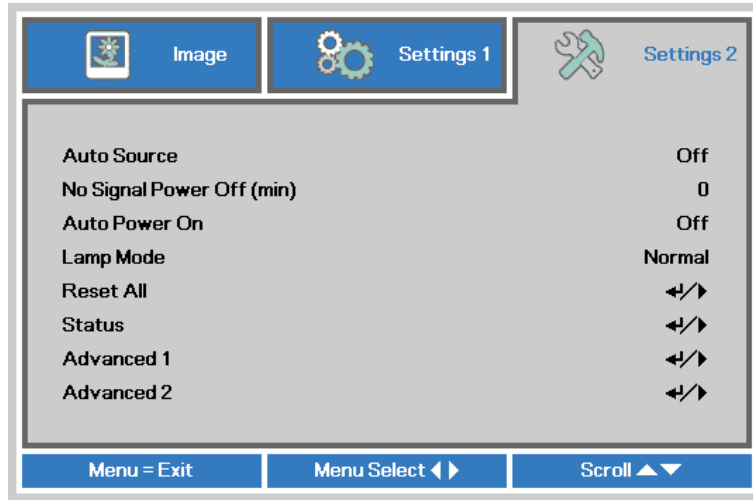 Image Settings 1 Settings 2
Auto Source Off
No Signal Power Off (min) 0
Auto Power On Off
Lamp Mode Normal
Reset All ↵/▶
Status ↵/▶
Advanced 1 ↵/▶
Advanced 2 ↵/▶
Menu = Exit Menu Select ◀▶ Scroll ▲▼